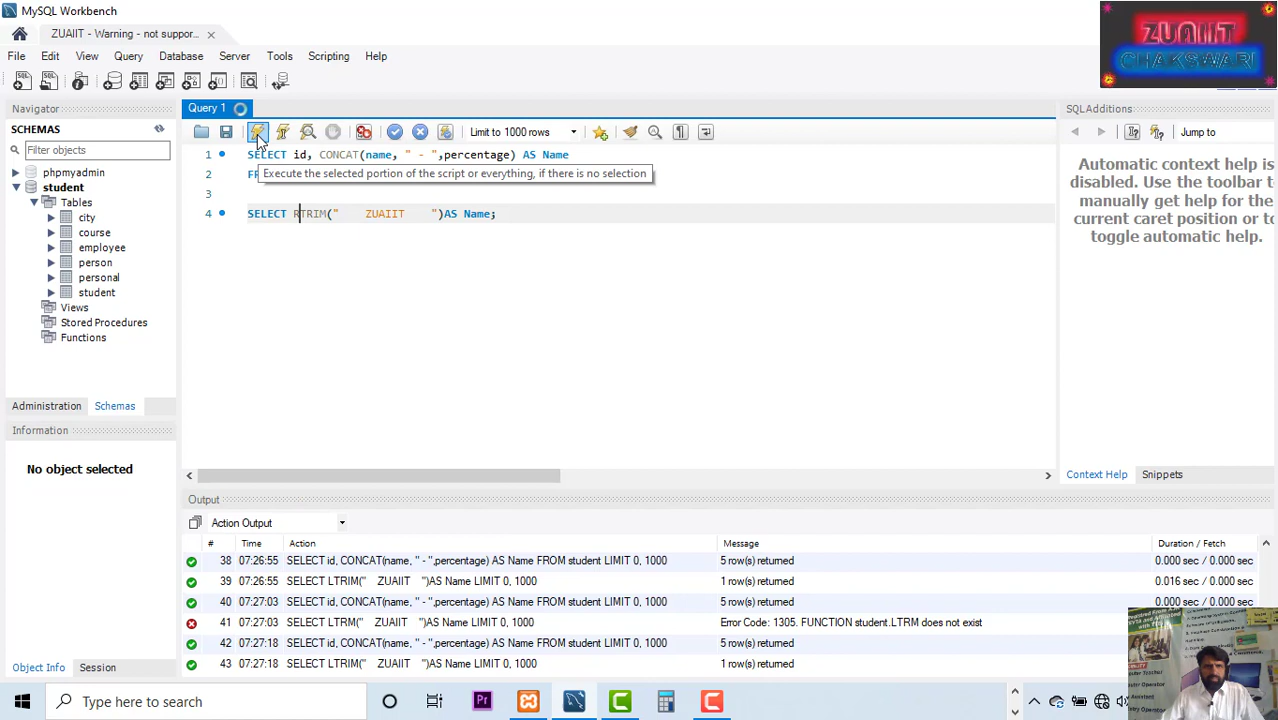 MySQL Workbench
ZUAIIT - Warning - not suppor...
File Edit View Query Database Server Tools Scripting Help
ZUAIIT
CHAKSWARI
Navigator
SCHEMAS
Filter objects
phpmyadmin
student
Tables
city
course
employee
person
personal
student
Views
Stored Procedures
Functions
Administration Schemas
Information
No object selected
Object Info Session
Query 1
Limit to 1000 rows
1 SELECT id, CONCAT(name, " - ",percentage) AS Name
2 FR
Execute the selected portion of the script or everything, if there is no selection
3
4 SELECT RTRIM("    ZUAIIT    ")AS Name;
SQLAdditions
Jump to
Automatic context help is
disabled. Use the toolbar to
manually get help for the
current caret position or to
toggle automatic help.
Context Help Snippets
Output
Action Output
# Time Action Message Duration / Fetch
38 07:26:55 SELECT id, CONCAT(name, " - ",percentage) AS Name FROM student LIMIT 0, 1000 5 row(s) returned 0.000 sec / 0.000 sec
39 07:26:55 SELECT LTRIM("    ZUAIIT    ")AS Name LIMIT 0, 1000 1 row(s) returned 0.016 sec / 0.000 sec
40 07:27:03 SELECT id, CONCAT(name, " - ",percentage) AS Name FROM student LIMIT 0, 1000 5 row(s) returned 0.000 sec / 0.000 sec
41 07:27:03 SELECT LTRM("    ZUAIIT    ")AS Name LIMIT 0, 1000 Error Code: 1305. FUNCTION student.LTRM does not exist
42 07:27:18 SELECT id, CONCAT(name, " - ",percentage) AS Name FROM student LIMIT 0, 1000 5 row(s) returned
43 07:27:18 SELECT LTRIM("    ZUAIIT    ")AS Name LIMIT 0, 1000 1 row(s) returned
Type here to search